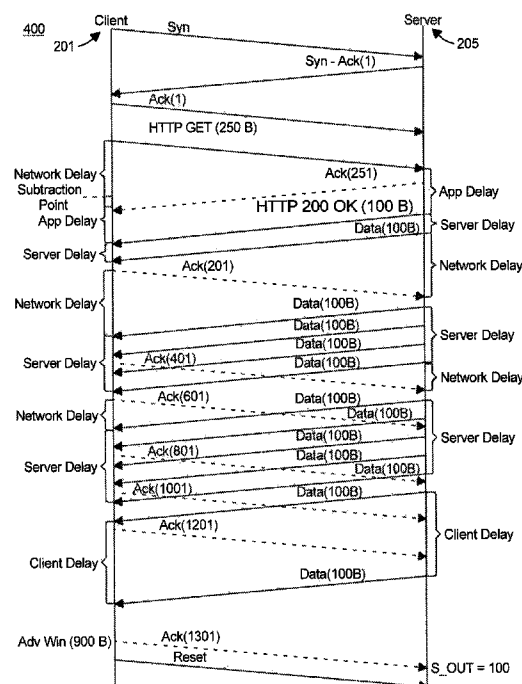 400
Client
Syn
Server
201
205
Syn - Ack(1)
Ack(1)
HTTP GET (250 B)
Network Delay
Ack(251)
Subtraction
Point
App Delay
App Delay
HTTP 200 OK (100 B)
Server Delay
Data(100B)
Server Delay
Ack(201)
Network Delay
Network Delay
Data(100B)
Data(100B)
Data(100B)
Server Delay
Server Delay
Ack(401)
Data(100B)
Network Delay
Ack(601)
Data(100B)
Network Delay
Data(100B)
Data(100B)
Server Delay
Ack(801)
Data(100B)
Server Delay
Data(100B)
Ack(1001)
Data(100B)
Ack(1201)
Client Delay
Client Delay
Data(100B)
Adv Win (900 B)
Ack(1301)
Reset
S_OUT = 100